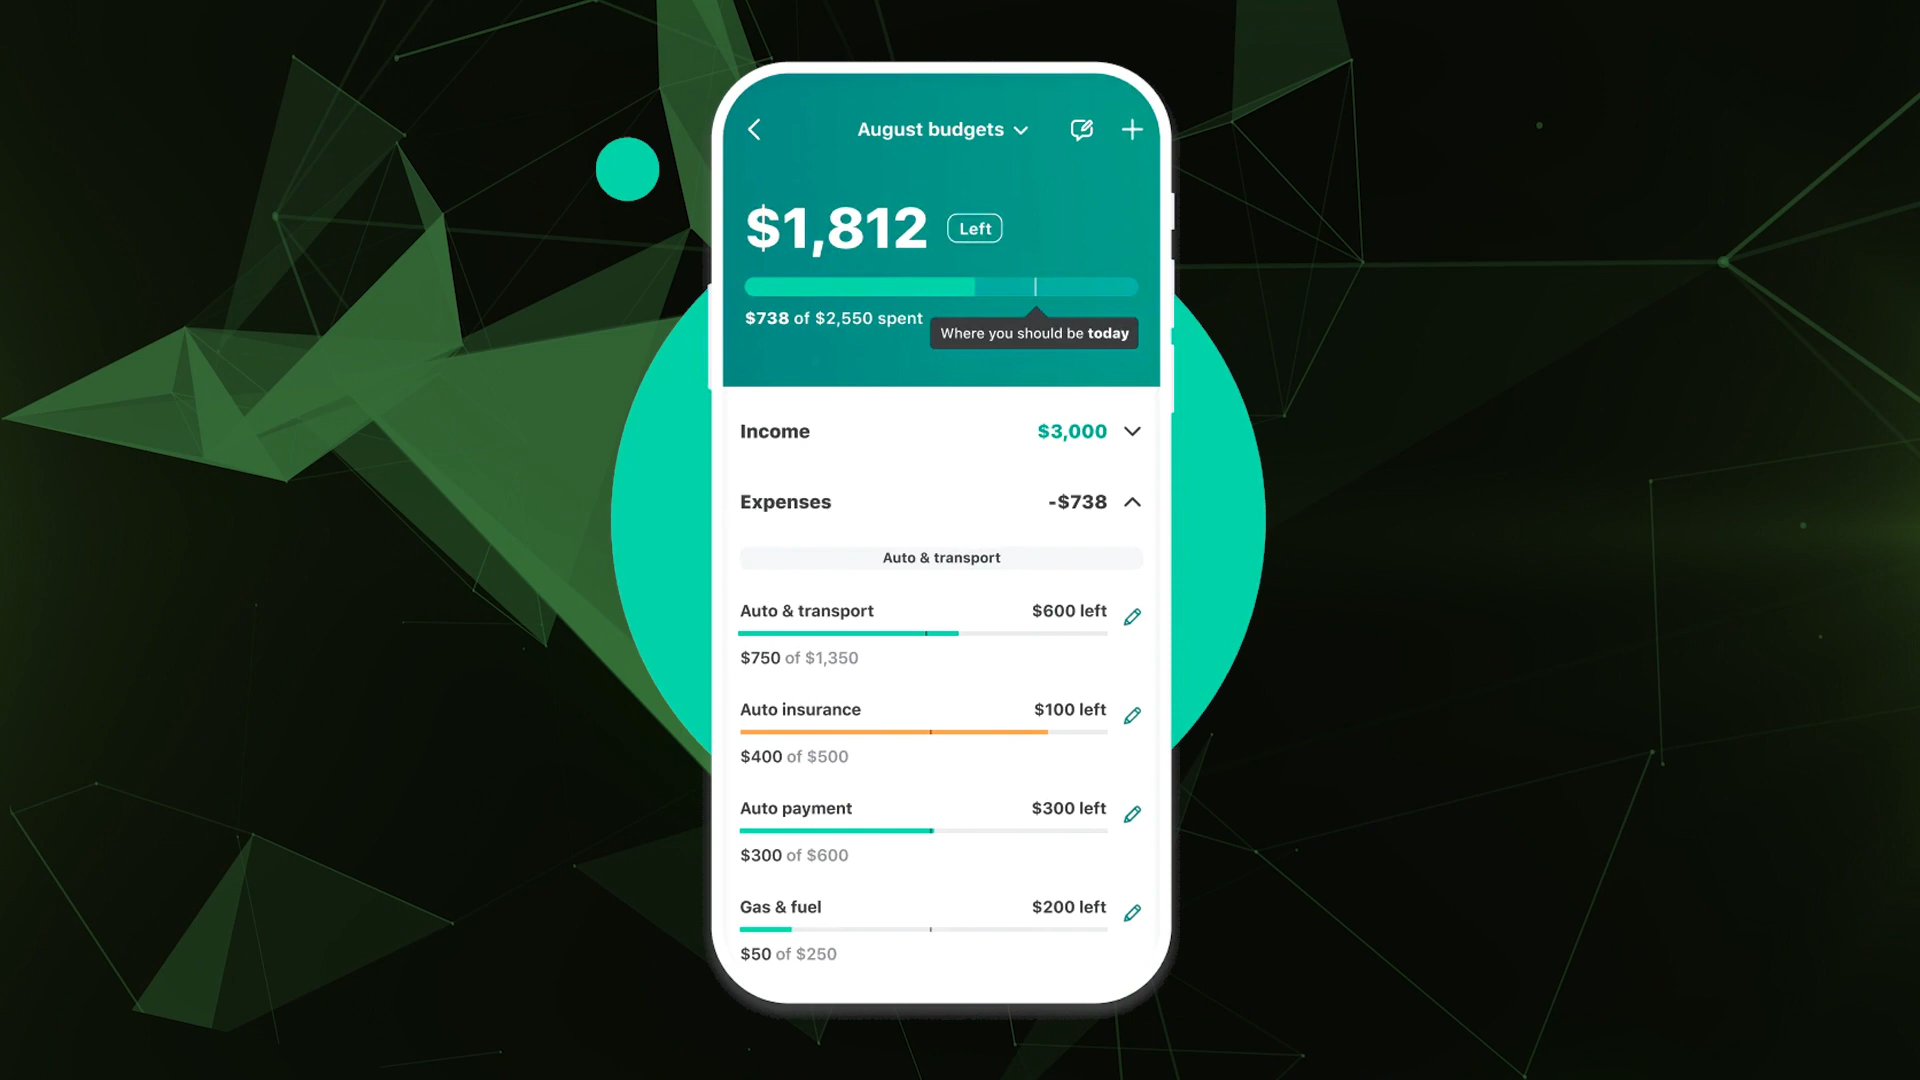 August budgets
$1,812 Left
$738 of $2,550 spent
Where you should be today
Income $3,000
Expenses -$738
Auto & transport
Auto & transport $600 left
$750 of $1,350
Auto insurance $100 left
$400 of $500
Auto payment $300 left
$300 of $600
Gas & fuel $200 left
$50 of $250